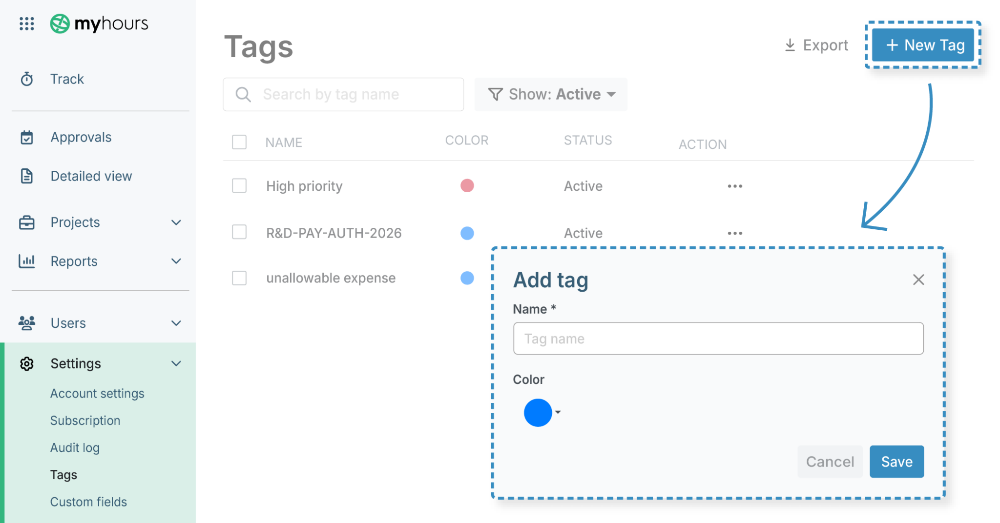 myhours
Track
Approvals
Detailed view
Projects
Reports
Users
Settings
Account settings
Subscription
Audit log
Tags
Custom fields
Tags
Export
+ New Tag
Search by tag name
Show: Active
NAME COLOR STATUS ACTION
High priority Active
R&D-PAY-AUTH-2026 Active
unallowable expense
Add tag
Name *
Tag name
Color
Cancel Save